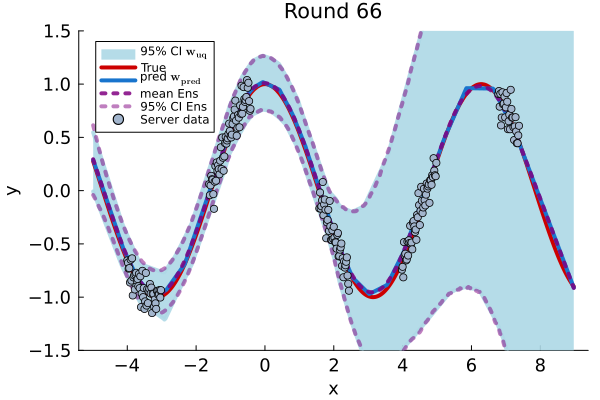 Round 66
1.5
1.0
0.5
0.0
−0.5
−1.0
−1.5
y
95% CI w_uq
True
pred w_pred
mean Ens
95% CI Ens
Server data
−4 −2 0 2 4 6 8
x